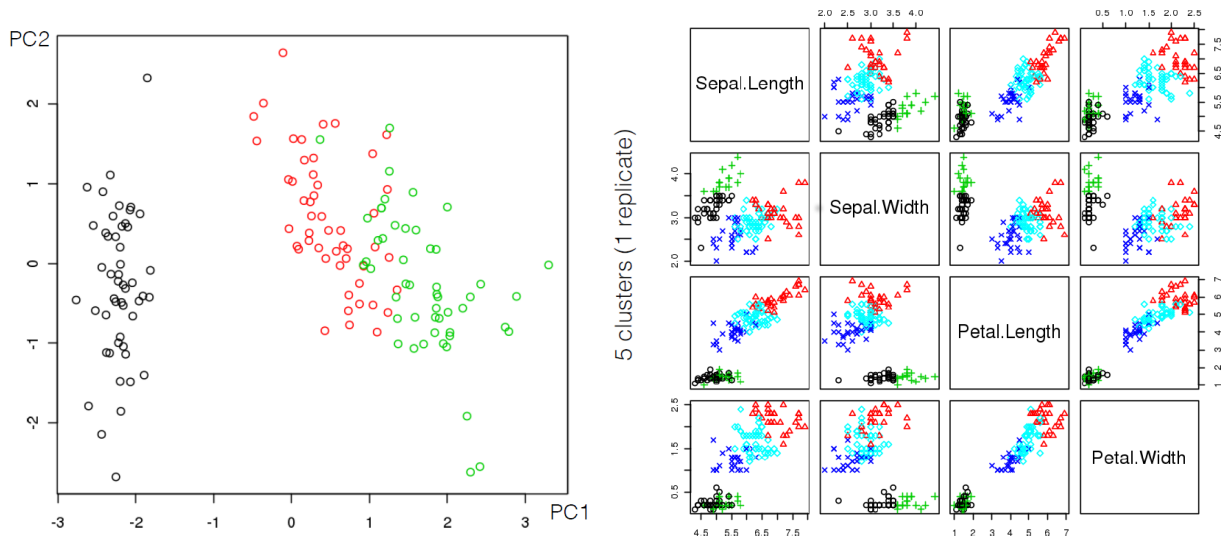 PC2
2
1
0
-1
-2
-3
-2
-1
0
1
2
3
PC1
5 clusters (1 replicate)
2.0 2.5 3.0 3.5 4.0
0.5 1.0 1.5 2.0 2.5
Sepal.Length
4.5 5.5 6.5 7.5
2.0 3.0 4.0
Sepal.Width
Petal.Length
1 2 3 4 5 6 7
0.5 1.5 2.5
Petal.Width
4.5 5.5 6.5 7.5
1 2 3 4 5 6 7